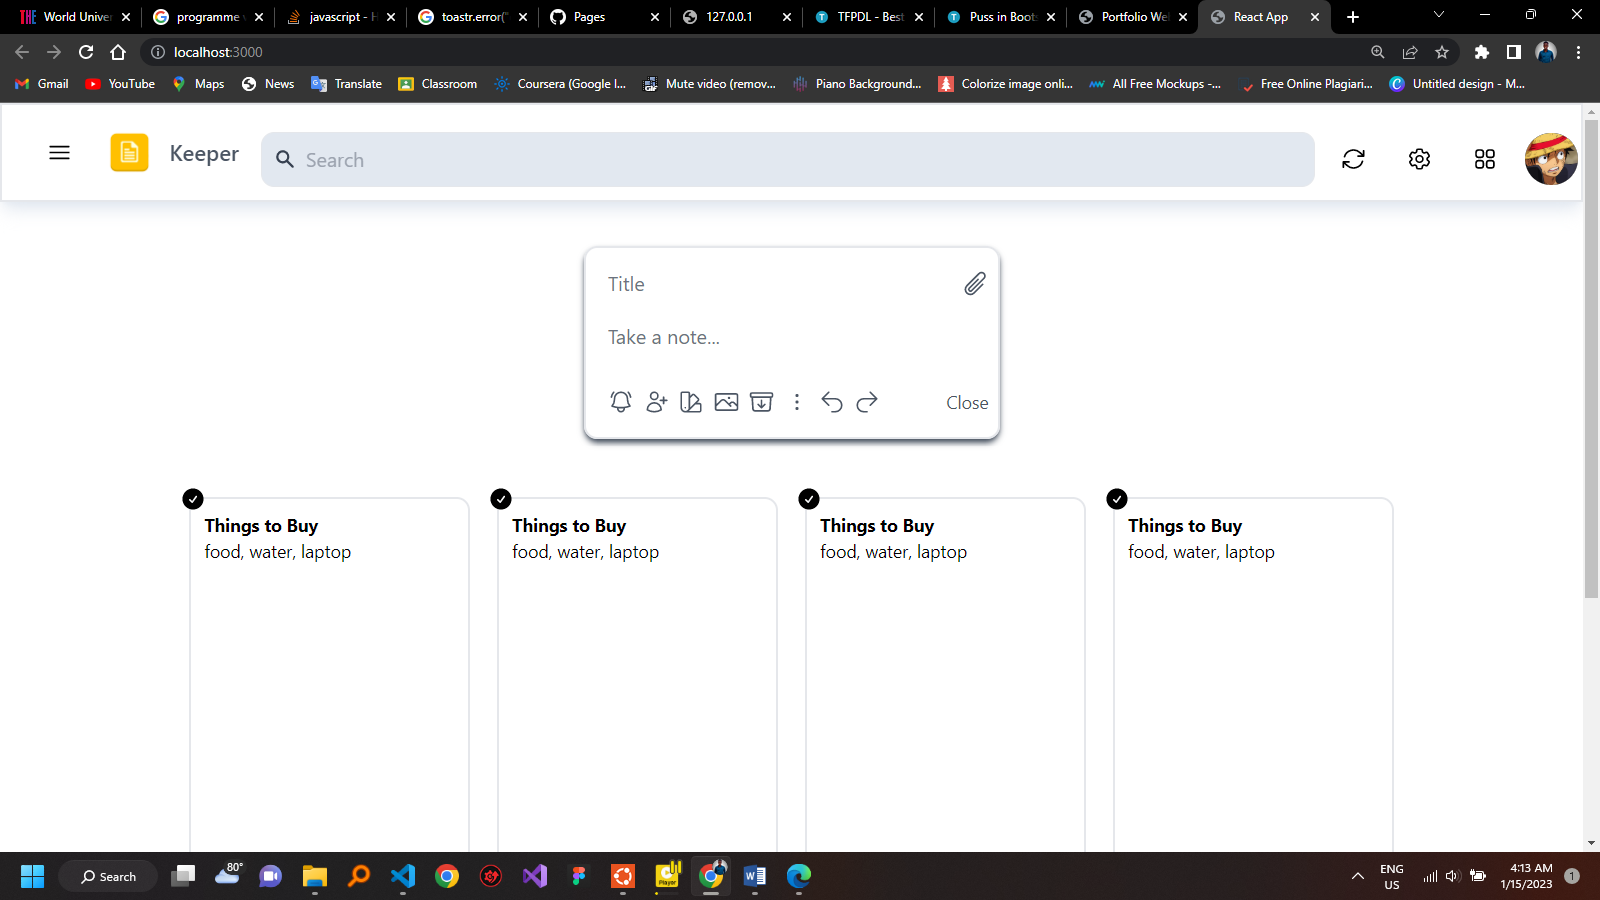 World Univer
programme v
javascript - H
toastr.error("
Pages
127.0.0.1
TFPDL - Best
Puss in Boots
Portfolio We
React App
localhost:3000
Gmail
YouTube
Maps
News
Translate
Classroom
Coursera (Google I...
Mute video (remov...
Piano Background...
Colorize image onli...
All Free Mockups -...
Free Online Plagiari...
Untitled design - M...
Keeper
Search
Title
Take a note...
Close
Things to Buy
food, water, laptop
Things to Buy
food, water, laptop
Things to Buy
food, water, laptop
Things to Buy
food, water, laptop
Search
80°
ENG
US
4:13 AM
1/15/2023
1